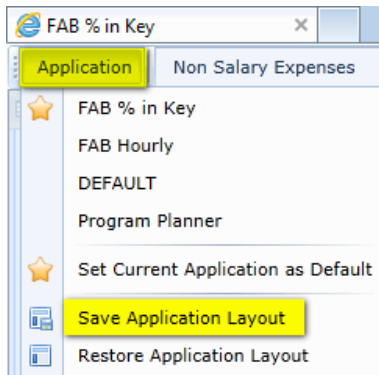 FAB % in Key
Application Non Salary Expenses
FAB % in Key
FAB Hourly
DEFAULT
Program Planner
Set Current Application as Default
Save Application Layout
Restore Application Layout